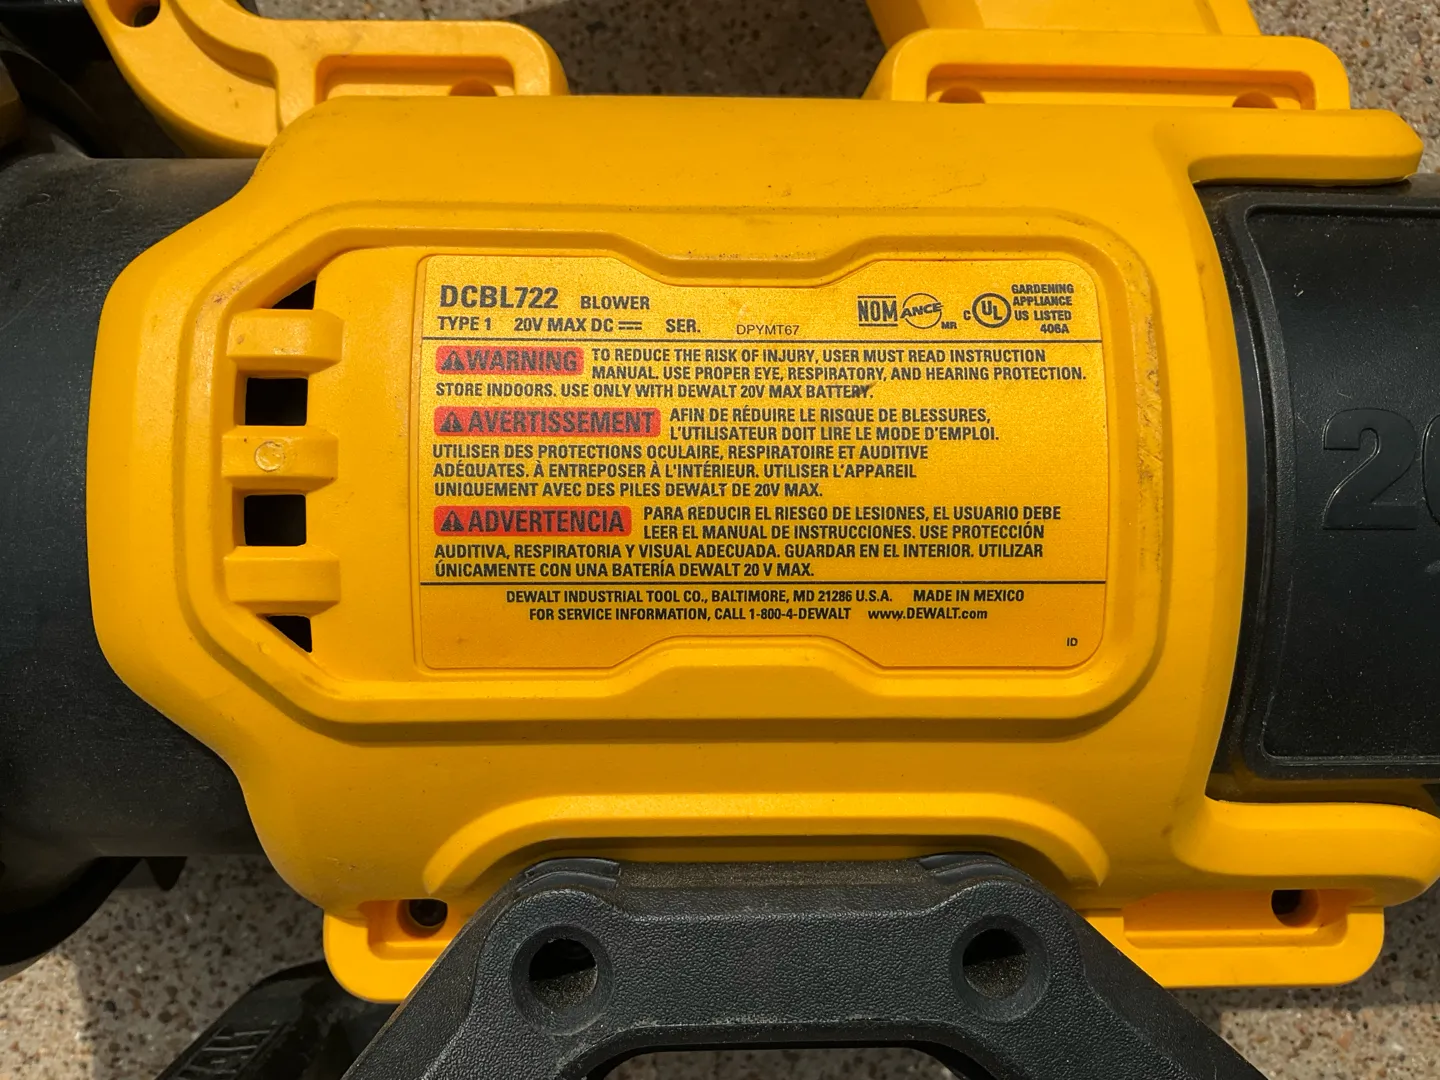 DCBL722 BLOWER
TYPE 1 20V MAX DC SER. DPYMT67
NOM ANCE MR
C UL US LISTED
GARDENING
APPLIANCE
406A
WARNING TO REDUCE THE RISK OF INJURY, USER MUST READ INSTRUCTION
MANUAL. USE PROPER EYE, RESPIRATORY, AND HEARING PROTECTION.
STORE INDOORS. USE ONLY WITH DEWALT 20V MAX BATTERY.
AVERTISSEMENT AFIN DE RÉDUIRE LE RISQUE DE BLESSURES,
L'UTILISATEUR DOIT LIRE LE MODE D'EMPLOI.
UTILISER DES PROTECTIONS OCULAIRE, RESPIRATOIRE ET AUDITIVE
ADÉQUATES. À ENTREPOSER À L'INTÉRIEUR. UTILISER L'APPAREIL
UNIQUEMENT AVEC DES PILES DEWALT DE 20V MAX.
ADVERTENCIA PARA REDUCIR EL RIESGO DE LESIONES, EL USUARIO DEBE
LEER EL MANUAL DE INSTRUCCIONES. USE PROTECCIÓN
AUDITIVA, RESPIRATORIA Y VISUAL ADECUADA. GUARDAR EN EL INTERIOR. UTILIZAR
ÚNICAMENTE CON UNA BATERÍA DEWALT 20 V MAX.
DEWALT INDUSTRIAL TOOL CO., BALTIMORE, MD 21286 U.S.A. MADE IN MEXICO
FOR SERVICE INFORMATION, CALL 1-800-4-DEWALT www.DEWALT.com
ID